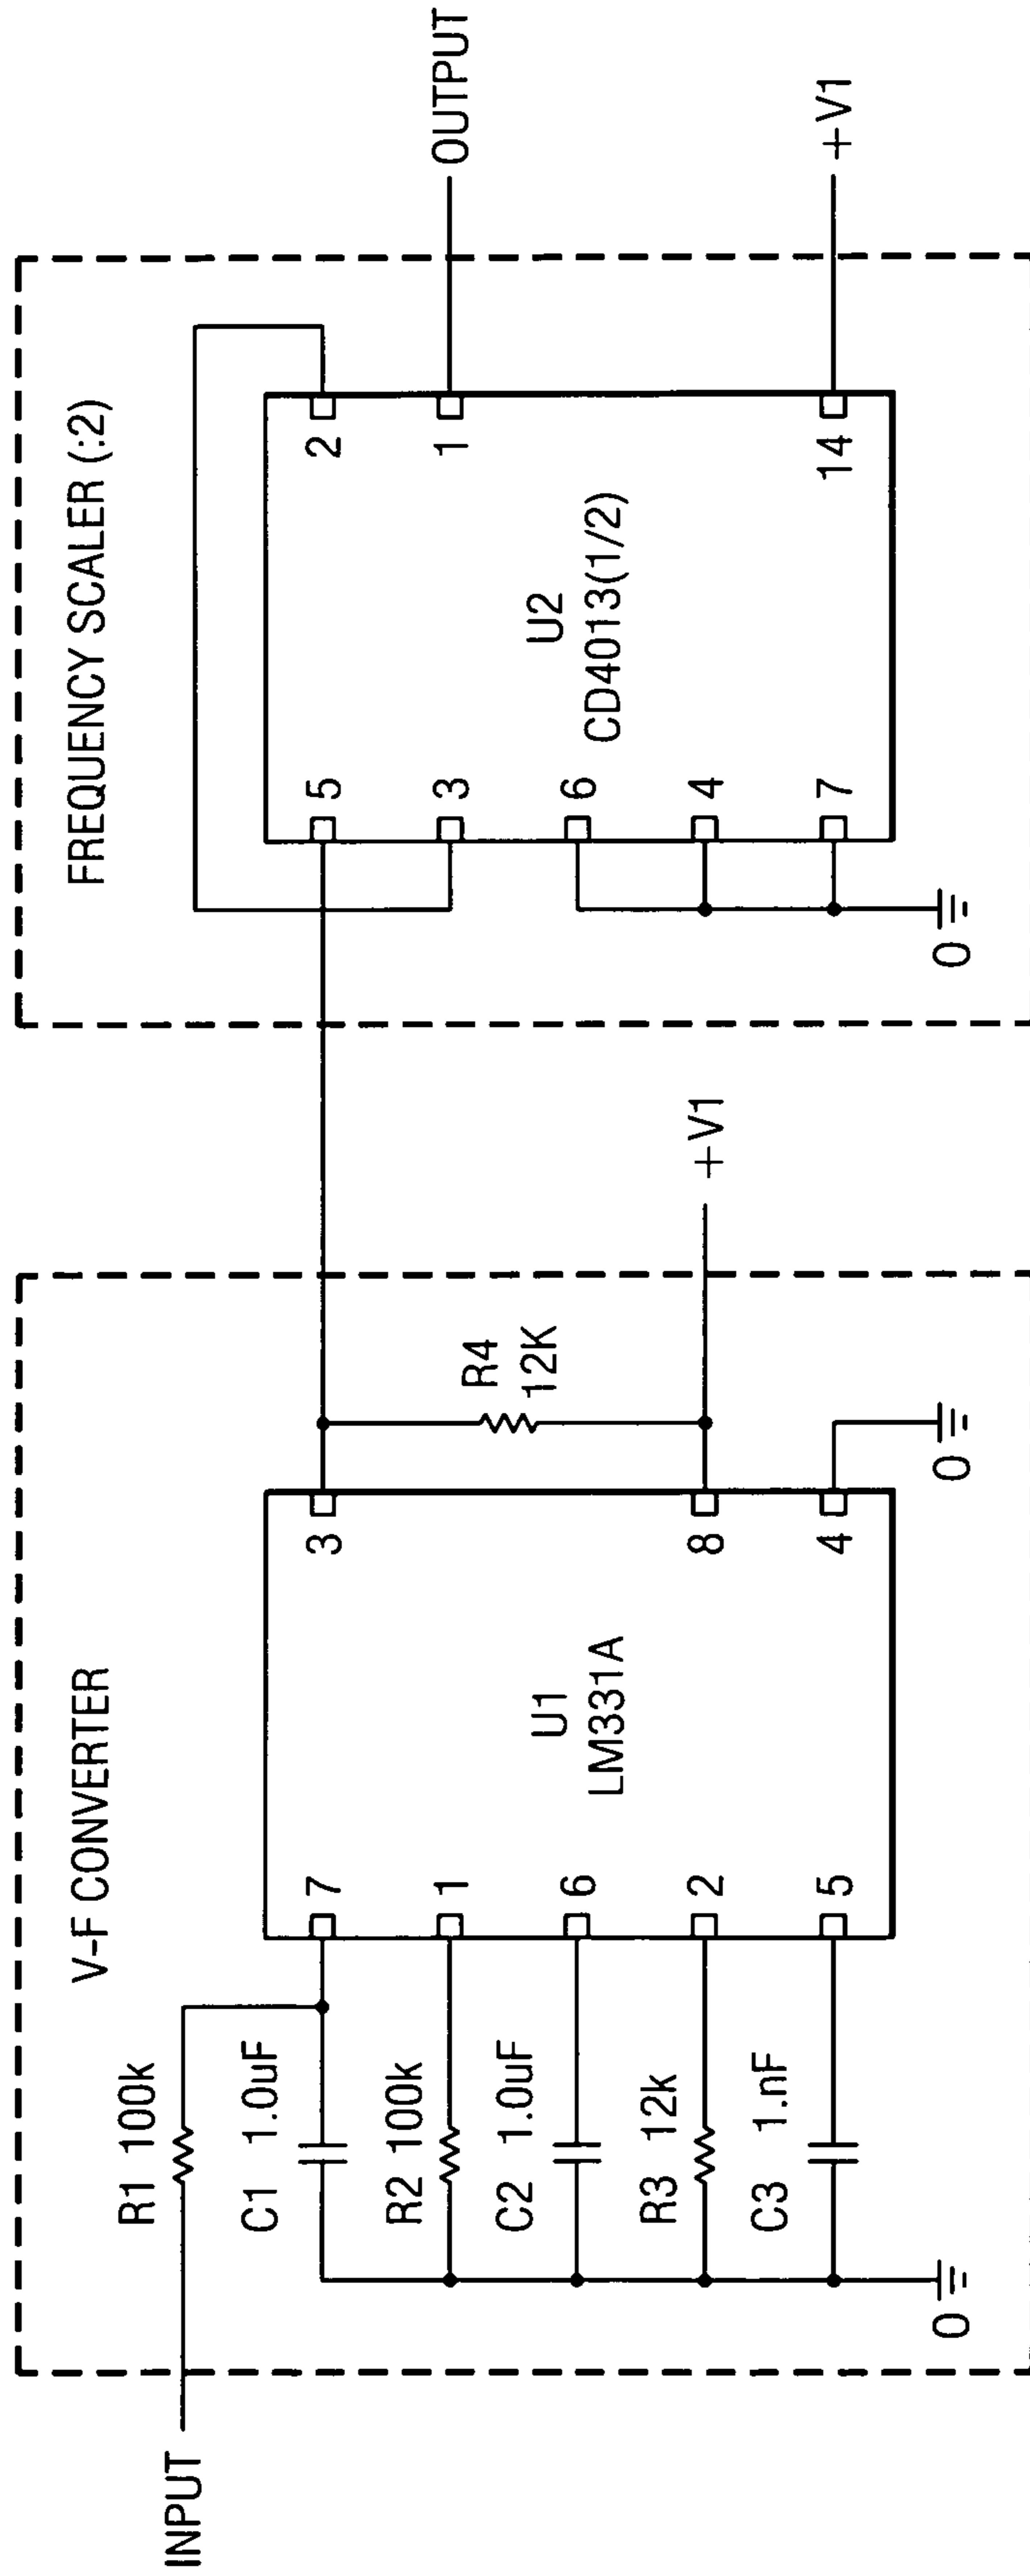 V-F CONVERTER
FREQUENCY SCALER (:2)
INPUT
R1 100k
C1 1.0uF
R2 100k
C2 1.0uF
R3 12k
C3 1.nF
0
7
1
6
2
5
U1
LM331A
3
8
4
0
R4
12K
+V1
5
3
6
4
7
0
U2
CD4013(1/2)
2
1
14
OUTPUT
+V1